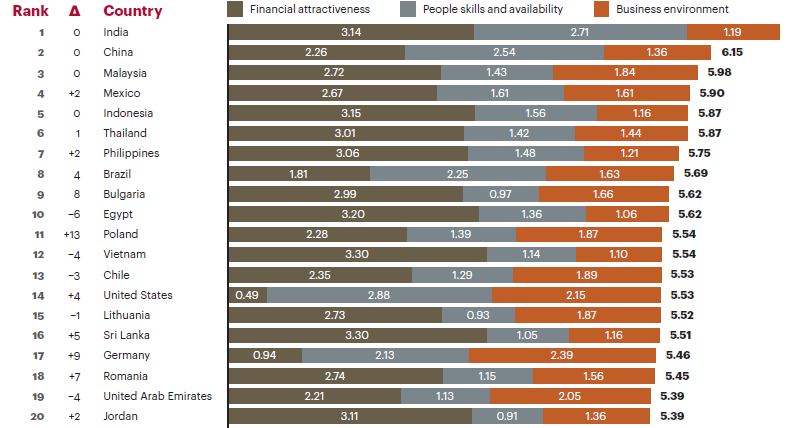 Rank Δ Country Financial attractiveness People skills and availability Business environment
1 0 India 3.14 2.71 1.19
2 0 China 2.26 2.54 1.36 6.15
3 0 Malaysia 2.72 1.43 1.84 5.98
4 +2 Mexico 2.67 1.61 1.61 5.90
5 0 Indonesia 3.15 1.56 1.16 5.87
6 1 Thailand 3.01 1.42 1.44 5.87
7 +2 Philippines 3.06 1.48 1.21 5.75
8 4 Brazil 1.81 2.25 1.63 5.69
9 8 Bulgaria 2.99 0.97 1.66 5.62
10 −6 Egypt 3.20 1.36 1.06 5.62
11 +13 Poland 2.28 1.39 1.87 5.54
12 −4 Vietnam 3.30 1.14 1.10 5.54
13 −3 Chile 2.35 1.29 1.89 5.53
14 +4 United States 0.49 2.88 2.15 5.53
15 −1 Lithuania 2.73 0.93 1.87 5.52
16 +5 Sri Lanka 3.30 1.05 1.16 5.51
17 +9 Germany 0.94 2.13 2.39 5.46
18 +7 Romania 2.74 1.15 1.56 5.45
19 −4 United Arab Emirates 2.21 1.13 2.05 5.39
20 +2 Jordan 3.11 0.91 1.36 5.39